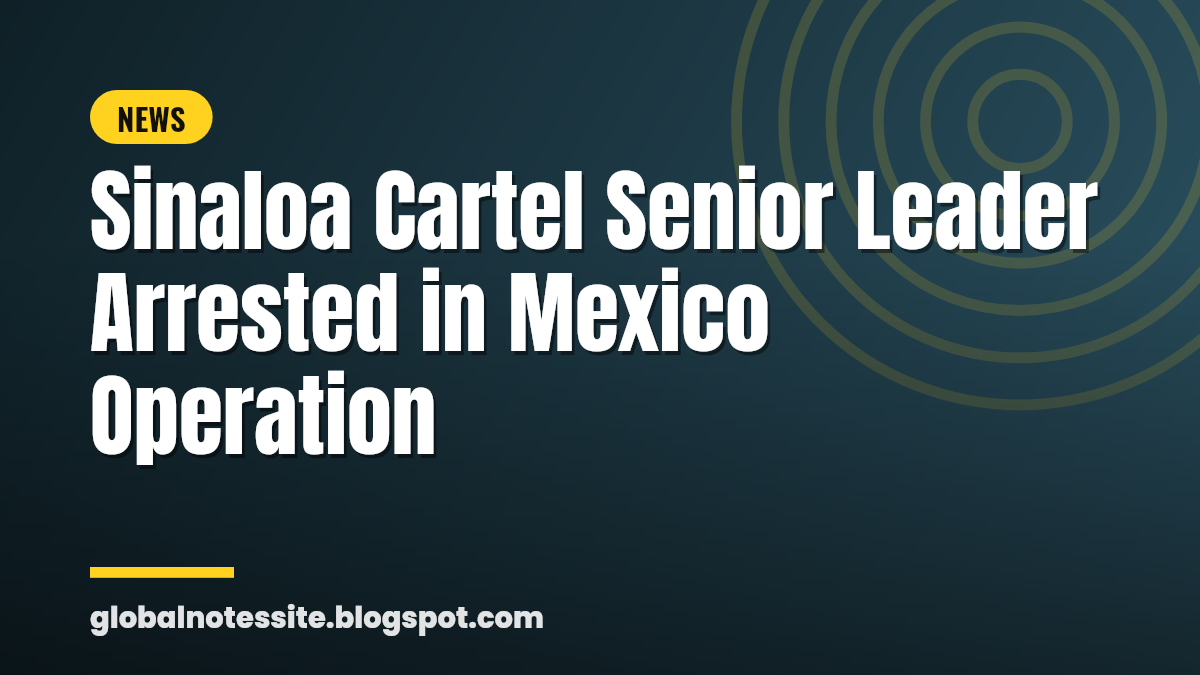 NEWS
Sinaloa Cartel Senior Leader
Arrested in Mexico
Operation
globalnotessite.blogspot.com